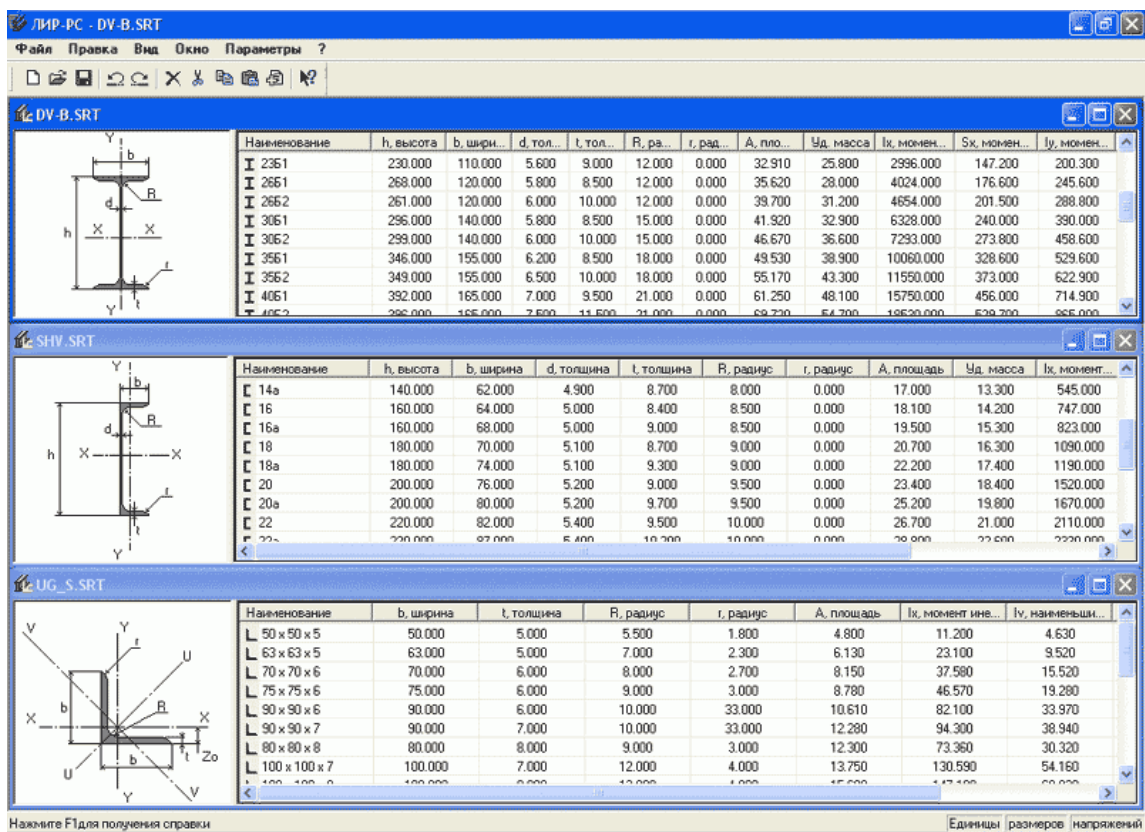 ЛИР-РС - DV-B.SRT
Файл Правка Вид Окно Параметры ?
DV-B.SRT
Y b R d X X h r t Y
Наименование h, высота b, шири... d, тол... t, тол... R, ра... r, рад... A, пло... Уд. масса Ix, момен... Sx, момен... Iy, момен...
23Б1 230.000 110.000 5.600 9.000 12.000 0.000 32.910 25.800 2996.000 147.200 200.300
26Б1 268.000 120.000 5.800 8.500 12.000 0.000 35.620 28.000 4024.000 176.600 245.600
26Б2 261.000 120.000 6.000 10.000 12.000 0.000 39.700 31.200 4654.000 201.500 288.800
30Б1 296.000 140.000 5.800 8.500 15.000 0.000 41.920 32.900 6328.000 240.000 390.000
30Б2 299.000 140.000 6.000 10.000 15.000 0.000 46.670 36.600 7293.000 273.800 458.600
35Б1 346.000 155.000 6.200 8.500 18.000 0.000 49.530 38.900 10060.000 328.600 529.600
35Б2 349.000 155.000 6.500 10.000 18.000 0.000 55.170 43.300 11550.000 373.000 622.900
40Б1 392.000 165.000 7.000 9.500 21.000 0.000 61.250 48.100 15750.000 456.000 714.900
SHV.SRT
Y b R d X X h r t Y
Наименование h, высота b, ширина d, толщина t, толщина R, радиус r, радиус A, площадь Уд. масса Ix, момент...
14а 140.000 62.000 4.900 8.700 8.000 0.000 17.000 13.300 545.000
16 160.000 64.000 5.000 8.400 8.500 0.000 18.100 14.200 747.000
16а 160.000 68.000 5.000 9.000 8.500 0.000 19.500 15.300 823.000
18 180.000 70.000 5.100 8.700 9.000 0.000 20.700 16.300 1090.000
18а 180.000 74.000 5.100 9.300 9.000 0.000 22.200 17.400 1190.000
20 200.000 76.000 5.200 9.000 9.500 0.000 23.400 18.400 1520.000
20а 200.000 80.000 5.200 9.700 9.500 0.000 25.200 19.800 1670.000
22 220.000 82.000 5.400 9.500 10.000 0.000 26.700 21.000 2110.000
UG_S.SRT
V Y r U b R X X t Zo b U Y V
Наименование b, ширина t, толщина R, радиус r, радиус A, площадь Ix, момент ине... Iv, наименьши...
50 x 50 x 5 50.000 5.000 5.500 1.800 4.800 11.200 4.630
63 x 63 x 5 63.000 5.000 7.000 2.300 6.130 23.100 9.520
70 x 70 x 6 70.000 6.000 8.000 2.700 8.150 37.580 15.520
75 x 75 x 6 75.000 6.000 9.000 3.000 8.780 46.570 19.280
90 x 90 x 6 90.000 6.000 10.000 33.000 10.610 82.100 33.970
90 x 90 x 7 90.000 7.000 10.000 33.000 12.280 94.300 38.940
80 x 80 x 8 80.000 8.000 9.000 3.000 12.300 73.360 30.320
100 x 100 x 7 100.000 7.000 12.000 4.000 13.750 130.590 54.160
Нажмите F1для получения справки Единицы размеров напряжений